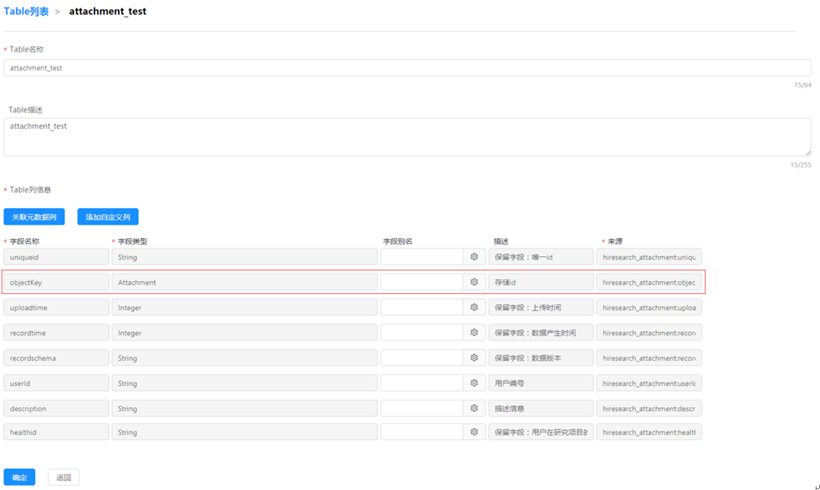 Table列表 > attachment_test
* Table名称
attachment_test
15/64
Table描述
attachment_test
15/255
* Table列信息
关联元数据列 添加自定义列
* 字段名称 * 字段类型 字段别名 描述 * 来源
uniqueid String 保留字段：唯一id hiresearch_attachment:uniqu
objectKey Attachment 存储id hiresearch_attachment:objec
uploadtime Integer 保留字段：上传时间 hiresearch_attachment:uploa
recordtime Integer 保留字段：数据产生时间 hiresearch_attachment:recor
recordschema String 保留字段：数据版本 hiresearch_attachment:recor
userId String 用户编号 hiresearch_attachment:userIc
description String 描述信息 hiresearch_attachment:descr
healthid String 保留字段：用户在研究项目的 hiresearch_attachment:healt
确定 返回